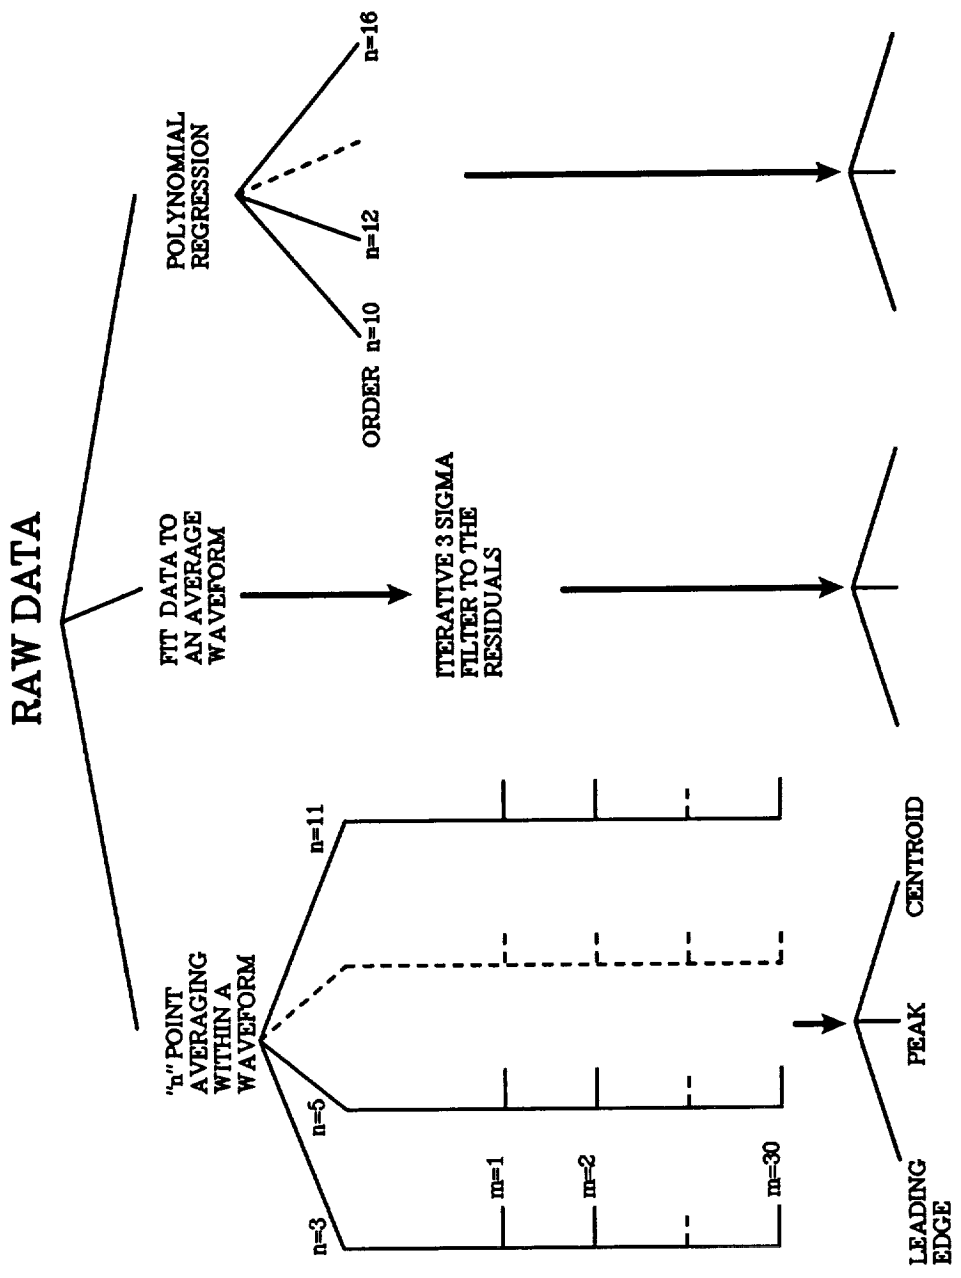 RAW DATA
"n" POINT
AVERAGING
WITHIN A
WAVEFORM
FIT DATA TO
AN AVERAGE
WAVEFORM
POLYNOMIAL
REGRESSION
n=3
n=5
n=11
ORDER n=10
n=12
n=16
m=1
m=2
m=30
ITERATIVE 3 SIGMA
FILTER TO THE
RESIDUALS
LEADING
EDGE
PEAK
CENTROID